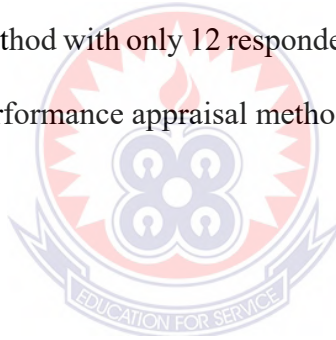 thod with only 12 responde
rformance appraisal metho
EDUCATION FOR SERVICE